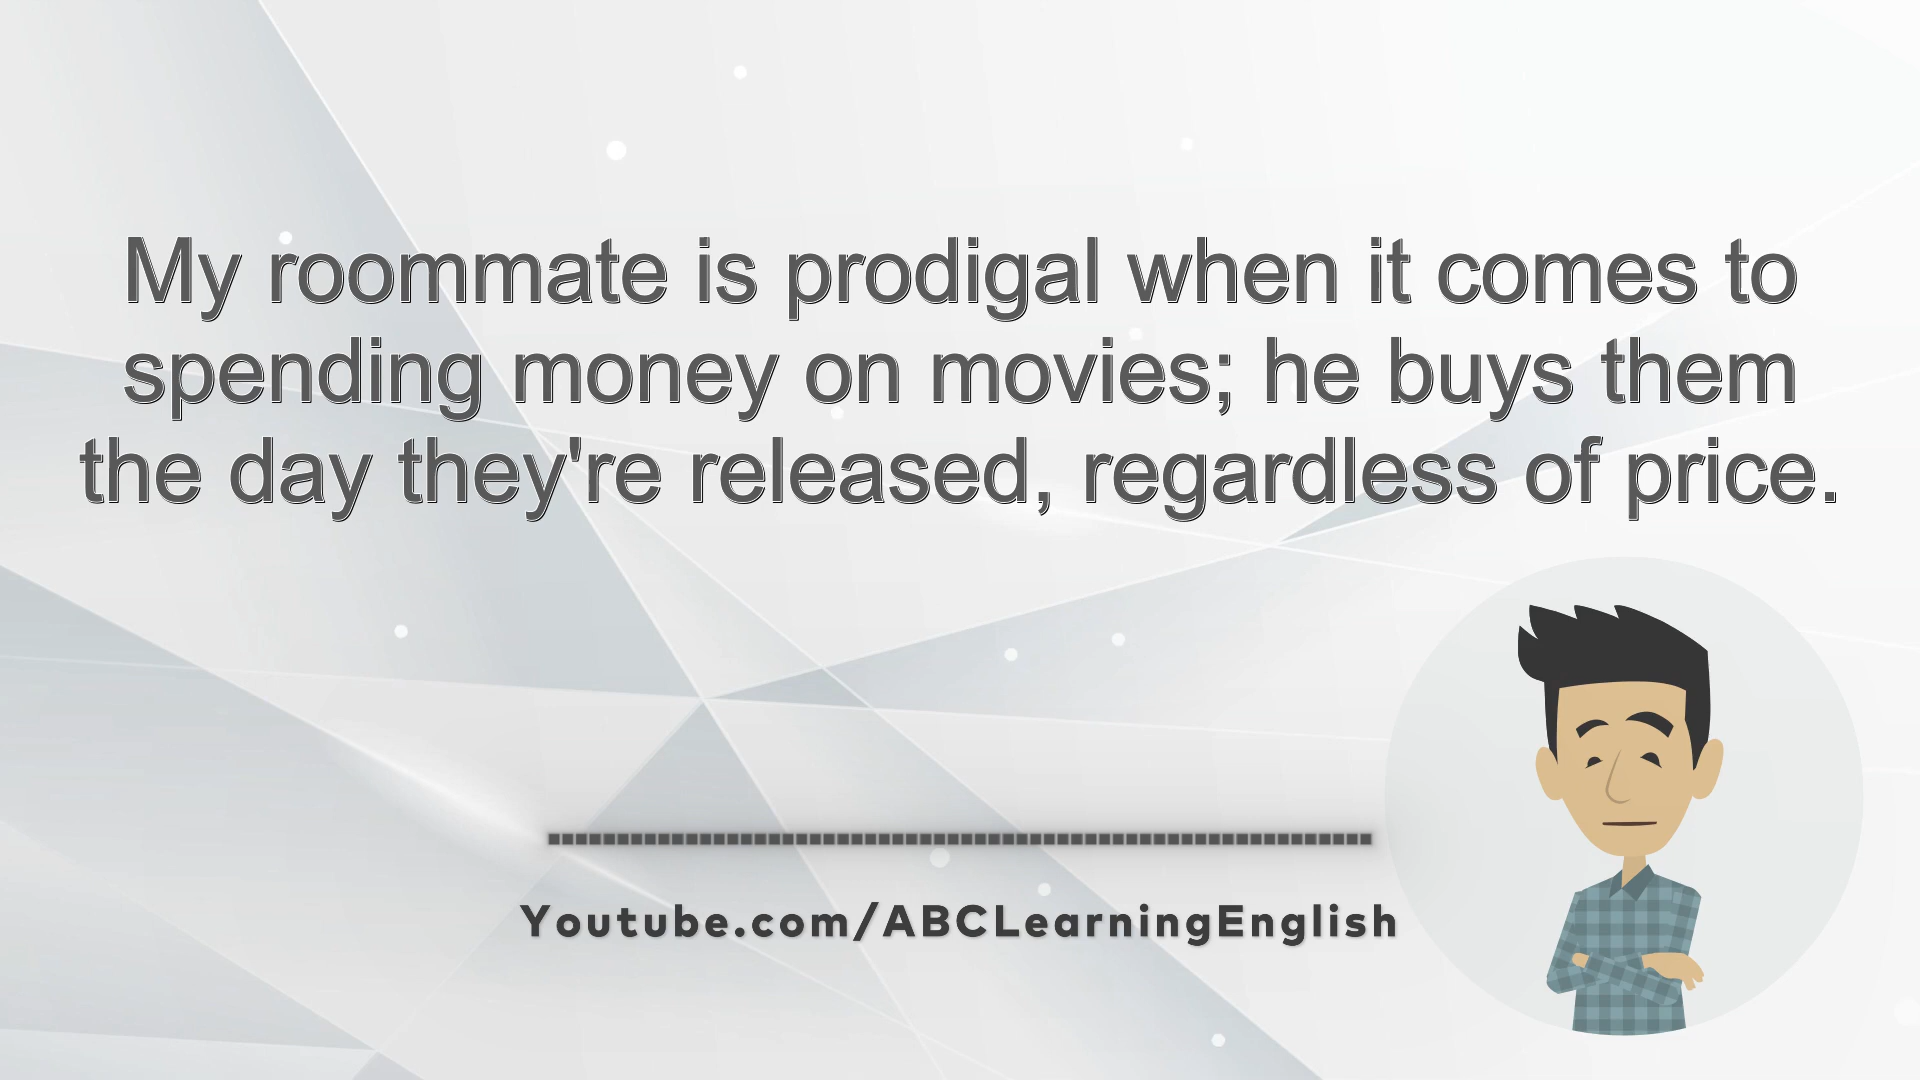 My roommate is prodigal when it comes to
spending money on movies; he buys them
the day they're released, regardless of price.
Youtube.com/ABCLearningEnglish